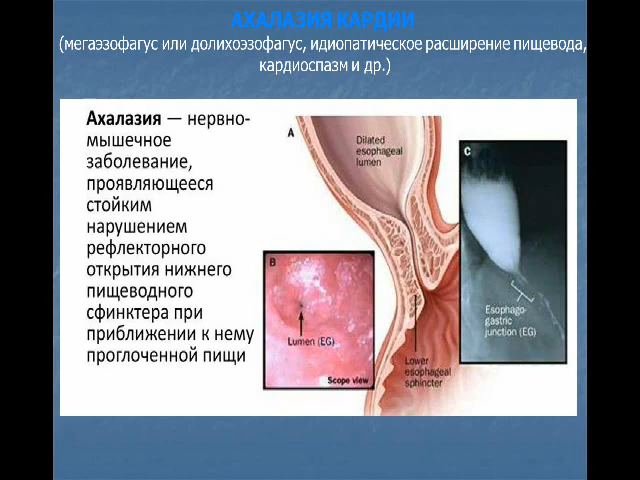 АХАЛАЗИЯ КАРДИИ
(мегаэзофагус или долихоэзофагус, идиопатическое расширение пищевода,
кардиоспазм и др.)
Ахалазия — нервно-
мышечное
заболевание,
проявляющееся
стойким
нарушением
рефлекторного
открытия нижнего
пищеводного
сфинктера при
приближении к нему
проглоченной пищи
A
Dilated
esophageal
lumen
Lower
esophageal
sphincter
B
Lumen (EG)
Scope view
C
Esophago-
gastric
junction (EG)